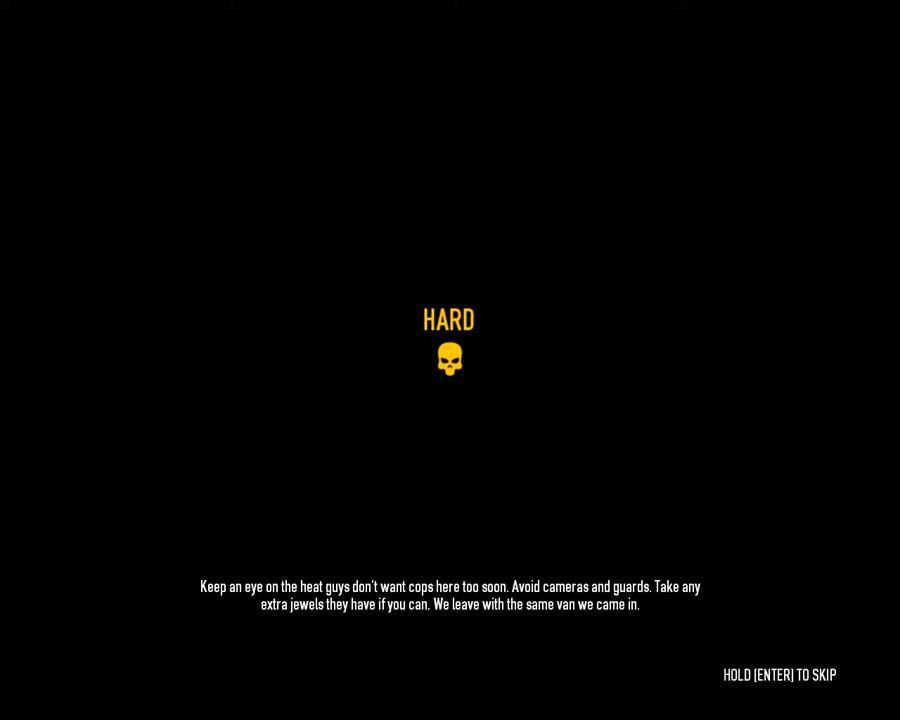 HARD
Keep an eye on the heat guys don't want cops here too soon. Avoid cameras and guards. Take any
extra jewels they have if you can. We leave with the same van we came in.
HOLD [ENTER] TO SKIP